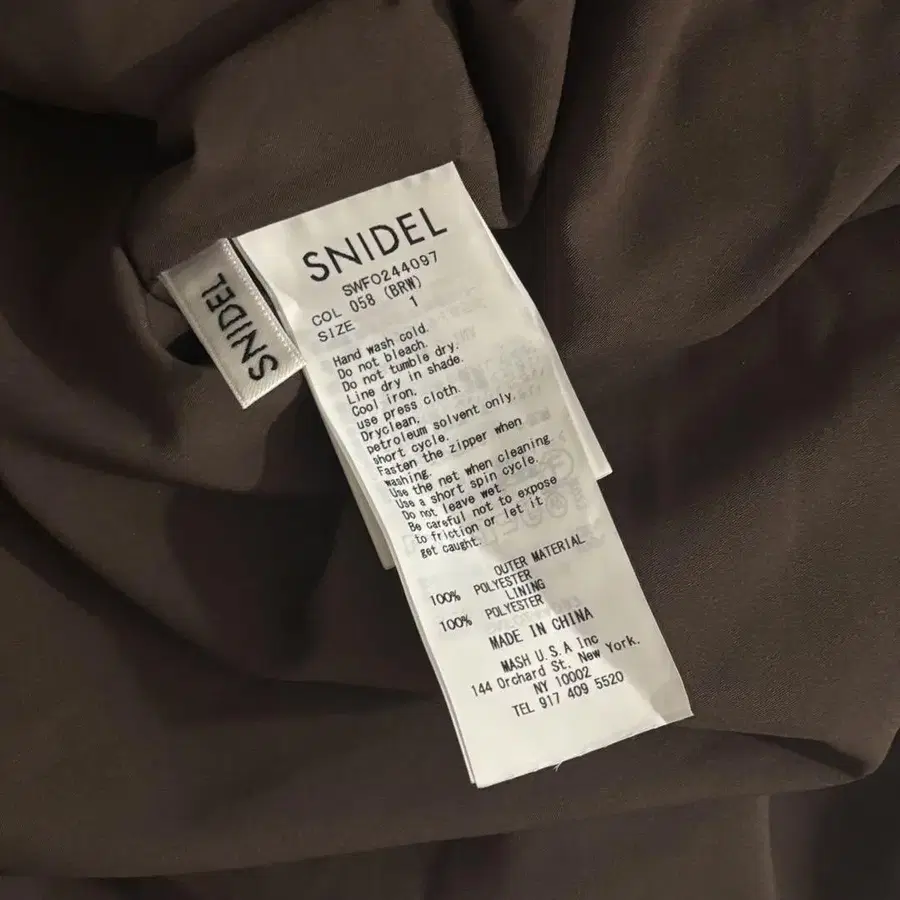 SNIDEL
SNIDEL
SWFO244097
COL 058 (BRW)
SIZE 1
Hand wash cold.
Do not bleach.
Do not tumble dry.
Line dry in shade.
Cool iron.
use press cloth.
Dryclean.
petroleum solvent only,
short cycle.
Fasten the zipper when
washing.
Use the net when cleaning
Use a short spin cycle.
Do not leave wet.
Be careful not to expose
to friction or let it
get caught.
OUTER MATERIAL
100% POLYESTER
LINING
100% POLYESTER
MADE IN CHINA
MASH U.S.A Inc
144 Orchard St, New York.
NY 10002
TEL 917 409 5520